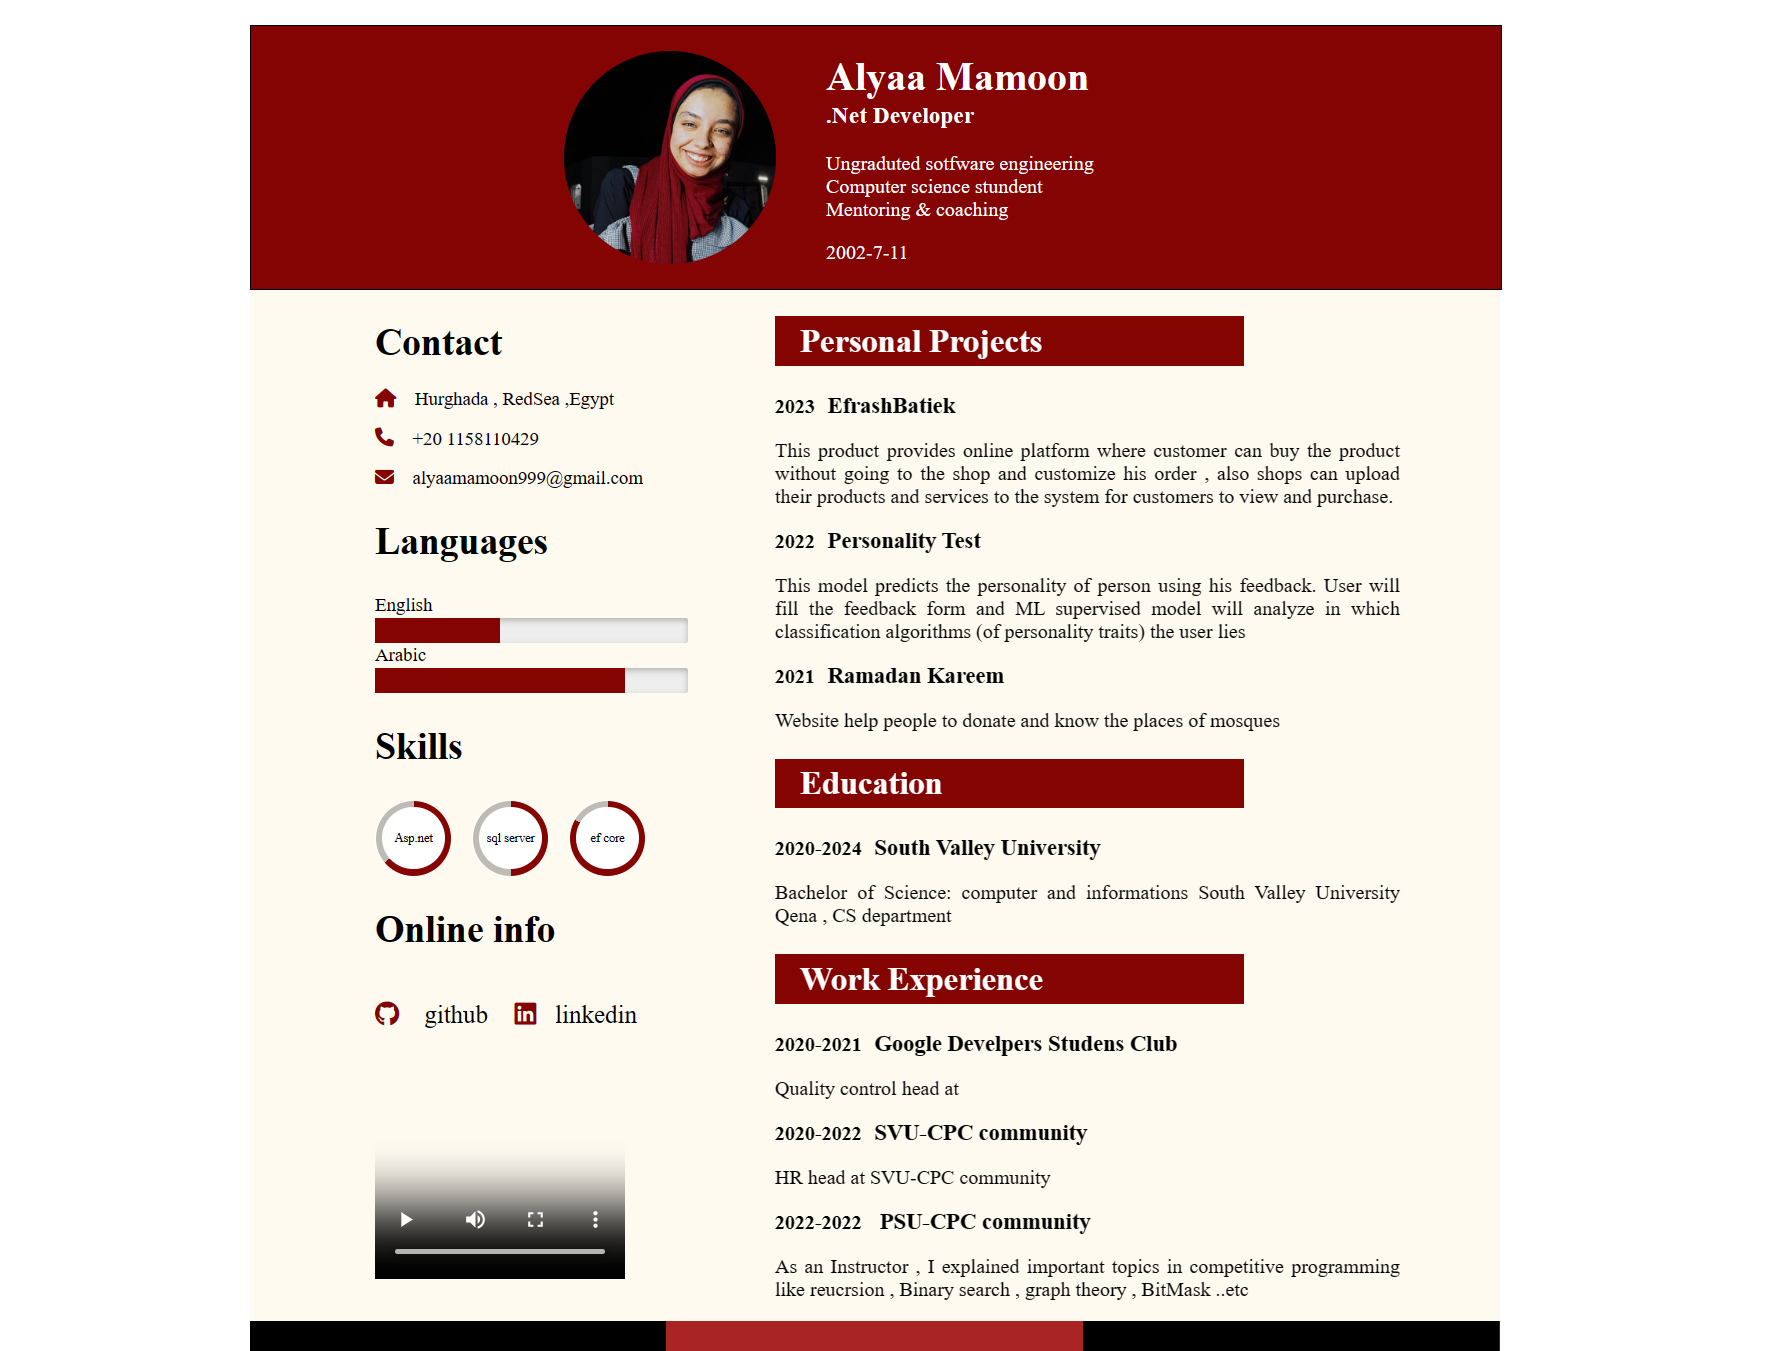 Alyaa Mamoon
.Net Developer
Ungraduted sotfware engineering
Computer science stundent
Mentoring & coaching
2002-7-11
Contact
Hurghada , RedSea ,Egypt
+20 1158110429
alyaamamoon999@gmail.com
Languages
English
Arabic
Skills
Asp.net
sql server
ef core
Online info
github
linkedin
Personal Projects
2023 EfrashBatiek
This product provides online platform where customer can buy the product
without going to the shop and customize his order , also shops can upload
their products and services to the system for customers to view and purchase.
2022 Personality Test
This model predicts the personality of person using his feedback. User will
fill the feedback form and ML supervised model will analyze in which
classification algorithms (of personality traits) the user lies
2021 Ramadan Kareem
Website help people to donate and know the places of mosques
Education
2020-2024 South Valley University
Bachelor of Science: computer and informations South Valley University
Qena , CS department
Work Experience
2020-2021 Google Develpers Studens Club
Quality control head at
2020-2022 SVU-CPC community
HR head at SVU-CPC community
2022-2022 PSU-CPC community
As an Instructor , I explained important topics in competitive programming
like reucrsion , Binary search , graph theory , BitMask ..etc